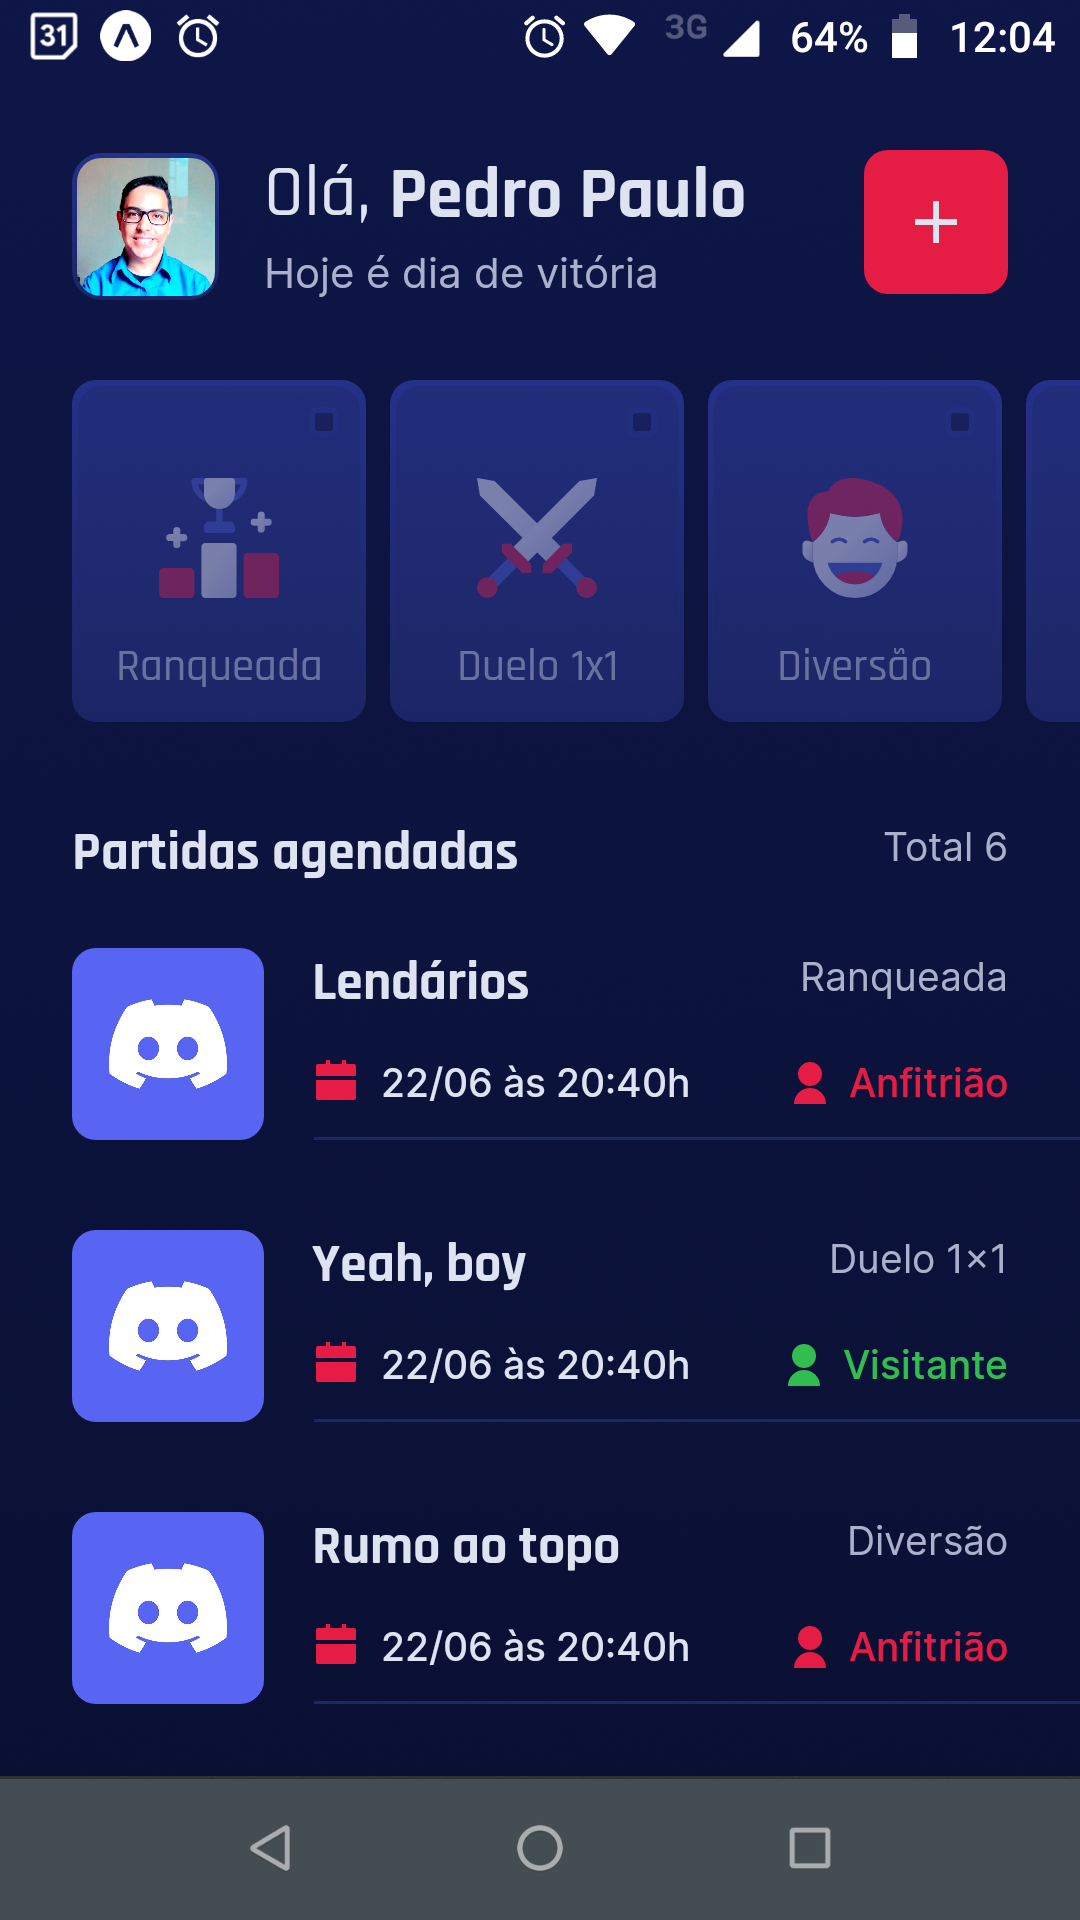 31 3G 64% 12:04
Olá, Pedro Paulo
Hoje é dia de vitória
+
Ranqueada Duelo 1x1 Diversão
Partidas agendadas Total 6
Lendários Ranqueada
22/06 às 20:40h Anfitrião
Yeah, boy Duelo 1×1
22/06 às 20:40h Visitante
Rumo ao topo Diversão
22/06 às 20:40h Anfitrião